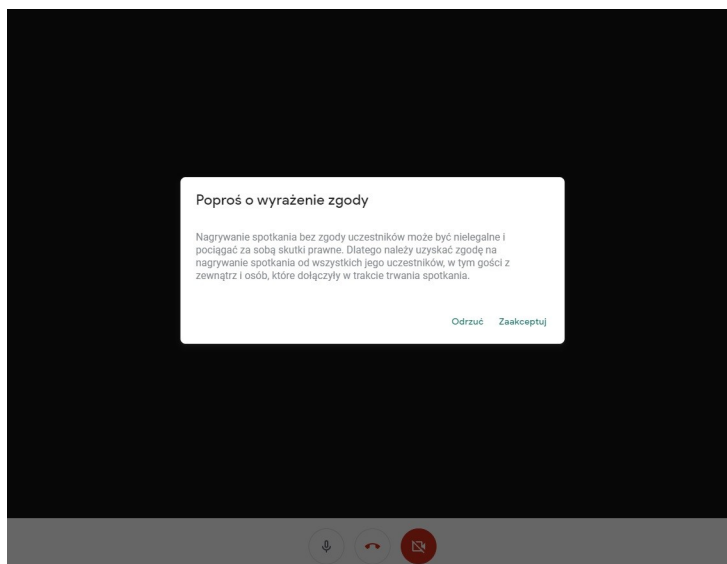 Poproś o wyrażenie zgody
Nagrywanie spotkania bez zgody uczestników może być nielegalne i
pociągać za sobą skutki prawne. Dlatego należy uzyskać zgodę na
nagrywanie spotkania od wszystkich jego uczestników, w tym gości z
zewnątrz i osób, które dołączyły w trakcie trwania spotkania.
Odrzuć Zaakceptuj